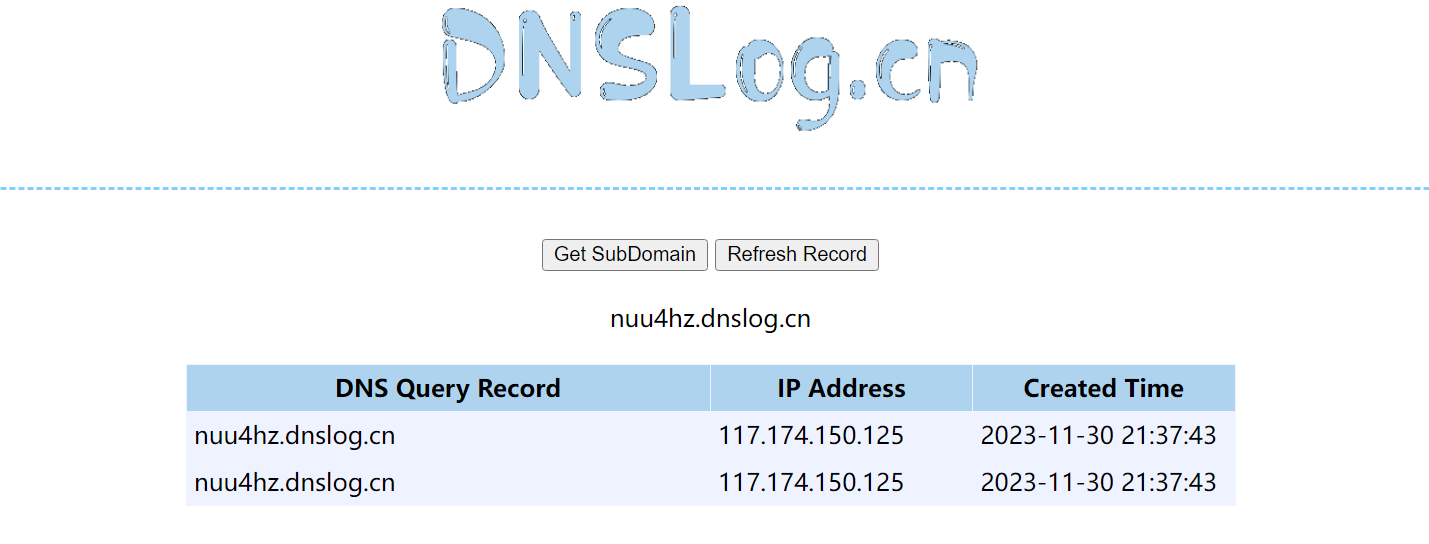 DNSLog.cn
Get SubDomain Refresh Record
nuu4hz.dnslog.cn
DNS Query Record IP Address Created Time
nuu4hz.dnslog.cn 117.174.150.125 2023-11-30 21:37:43
nuu4hz.dnslog.cn 117.174.150.125 2023-11-30 21:37:43